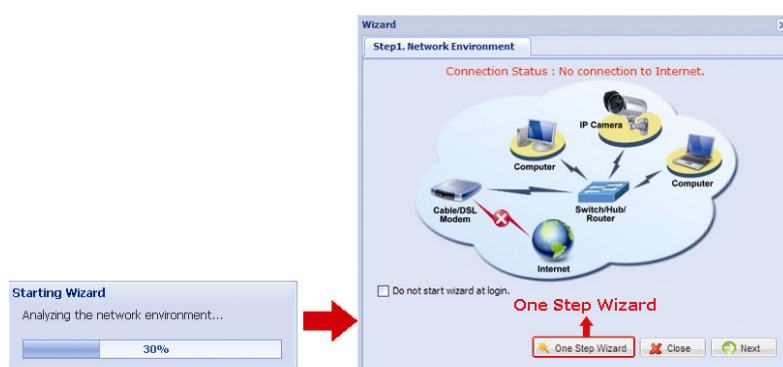 Starting Wizard
Analyzing the network environment...
30%
Wizard
Step1. Network Environment
Connection Status : No connection to Internet.
IP Camera
Computer
Computer
Cable/DSL
Modem
Switch/Hub/
Router
Internet
Do not start wizard at login.
One Step Wizard
One Step Wizard
Close
Next